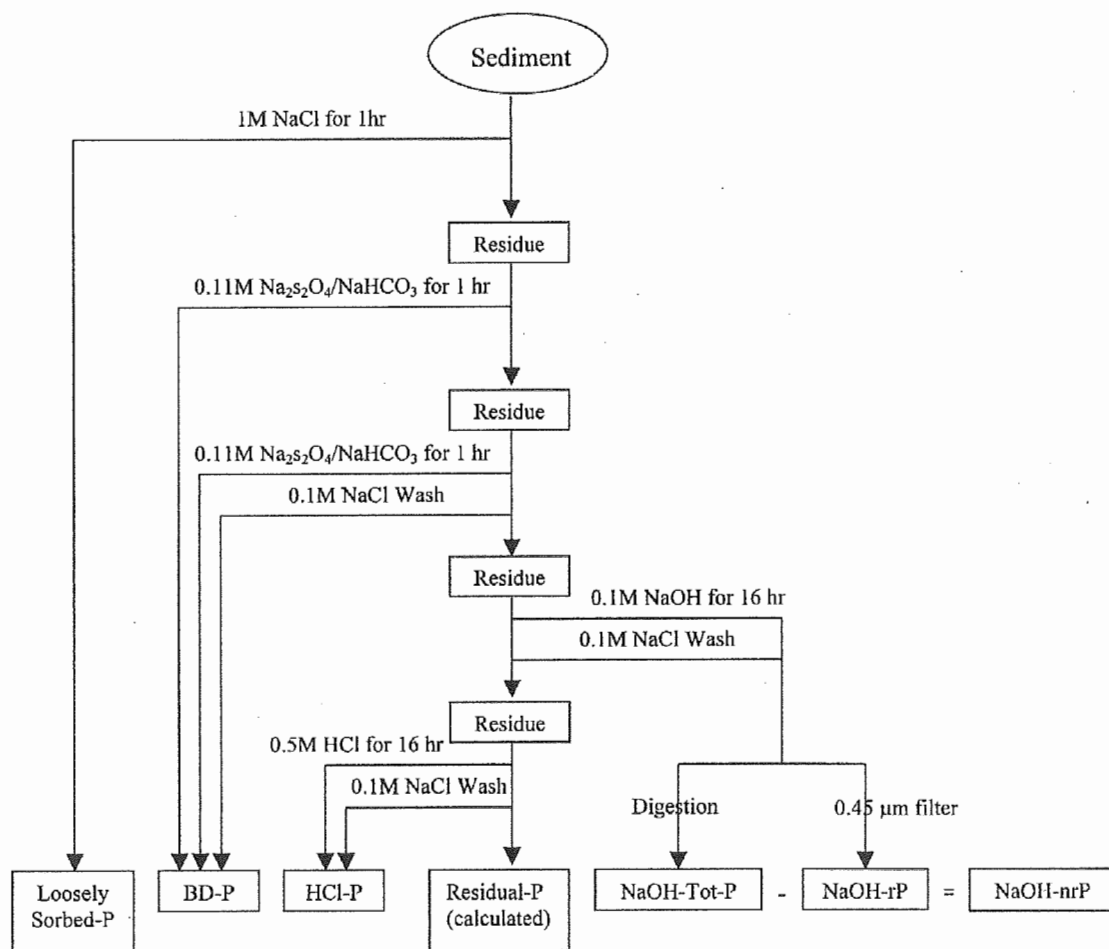 Sediment
1M NaCl for 1hr
Residue
0.11M Na₂s₂O₄/NaHCO₃ for 1 hr
Residue
0.11M Na₂s₂O₄/NaHCO₃ for 1 hr
0.1M NaCl Wash
Residue
0.1M NaOH for 16 hr
0.1M NaCl Wash
Residue
0.5M HCl for 16 hr
0.1M NaCl Wash
Digestion
0.45 µm filter
Loosely
Sorbed-P
BD-P
HCl-P
Residual-P
(calculated)
NaOH-Tot-P - NaOH-rP = NaOH-nrP